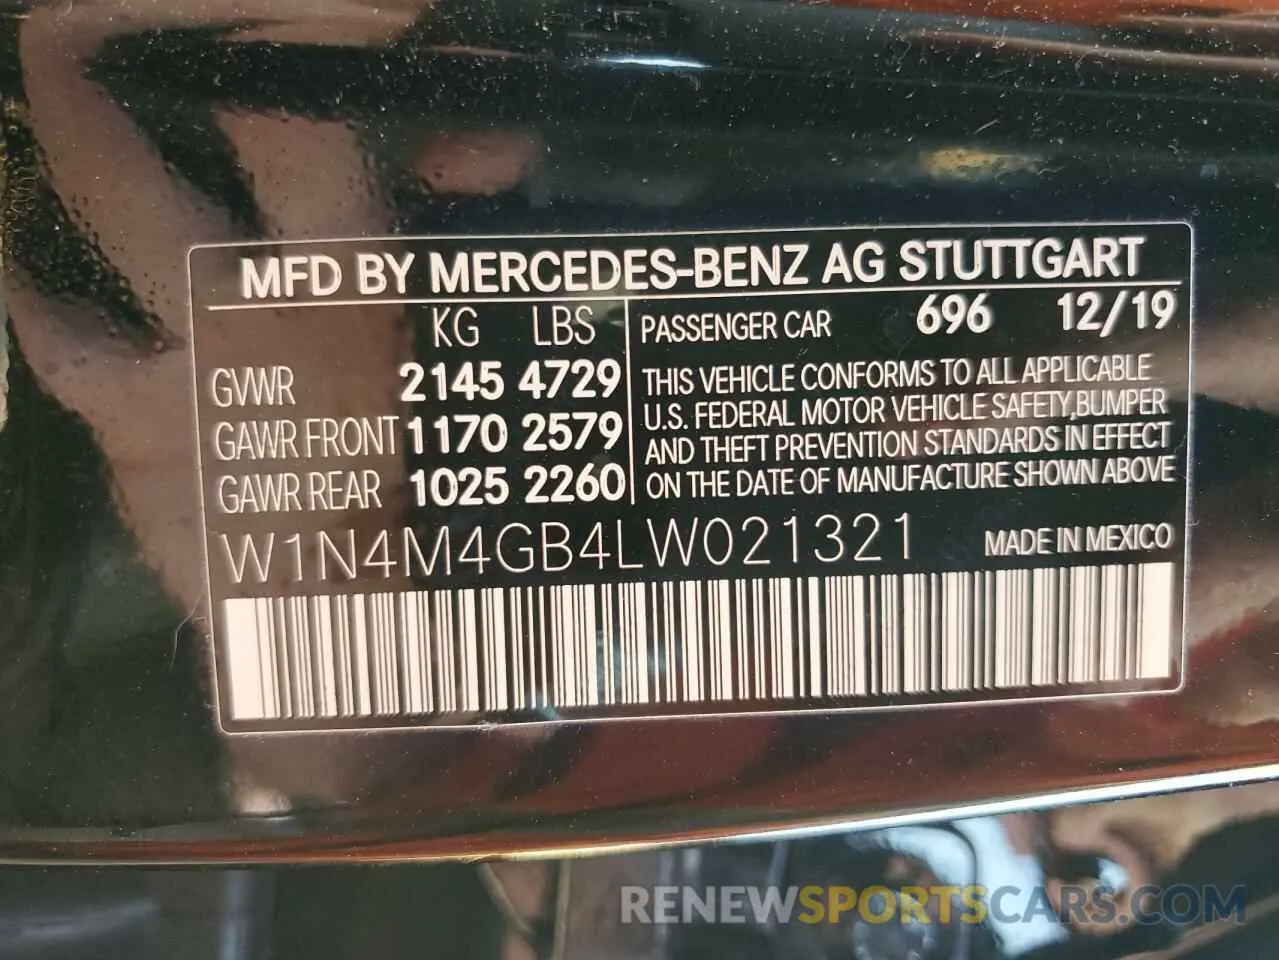 MFD BY MERCEDES-BENZ AG STUTTGART
KG LBS
GVWR 2145 4729
GAWR FRONT 1170 2579
GAWR REAR 1025 2260
PASSENGER CAR 696 12/19
THIS VEHICLE CONFORMS TO ALL APPLICABLE
U.S. FEDERAL MOTOR VEHICLE SAFETY,BUMPER
AND THEFT PREVENTION STANDARDS IN EFFECT
ON THE DATE OF MANUFACTURE SHOWN ABOVE
W1N4M4GB4LW021321 MADE IN MEXICO
RENEWSPORTSCARS.COM